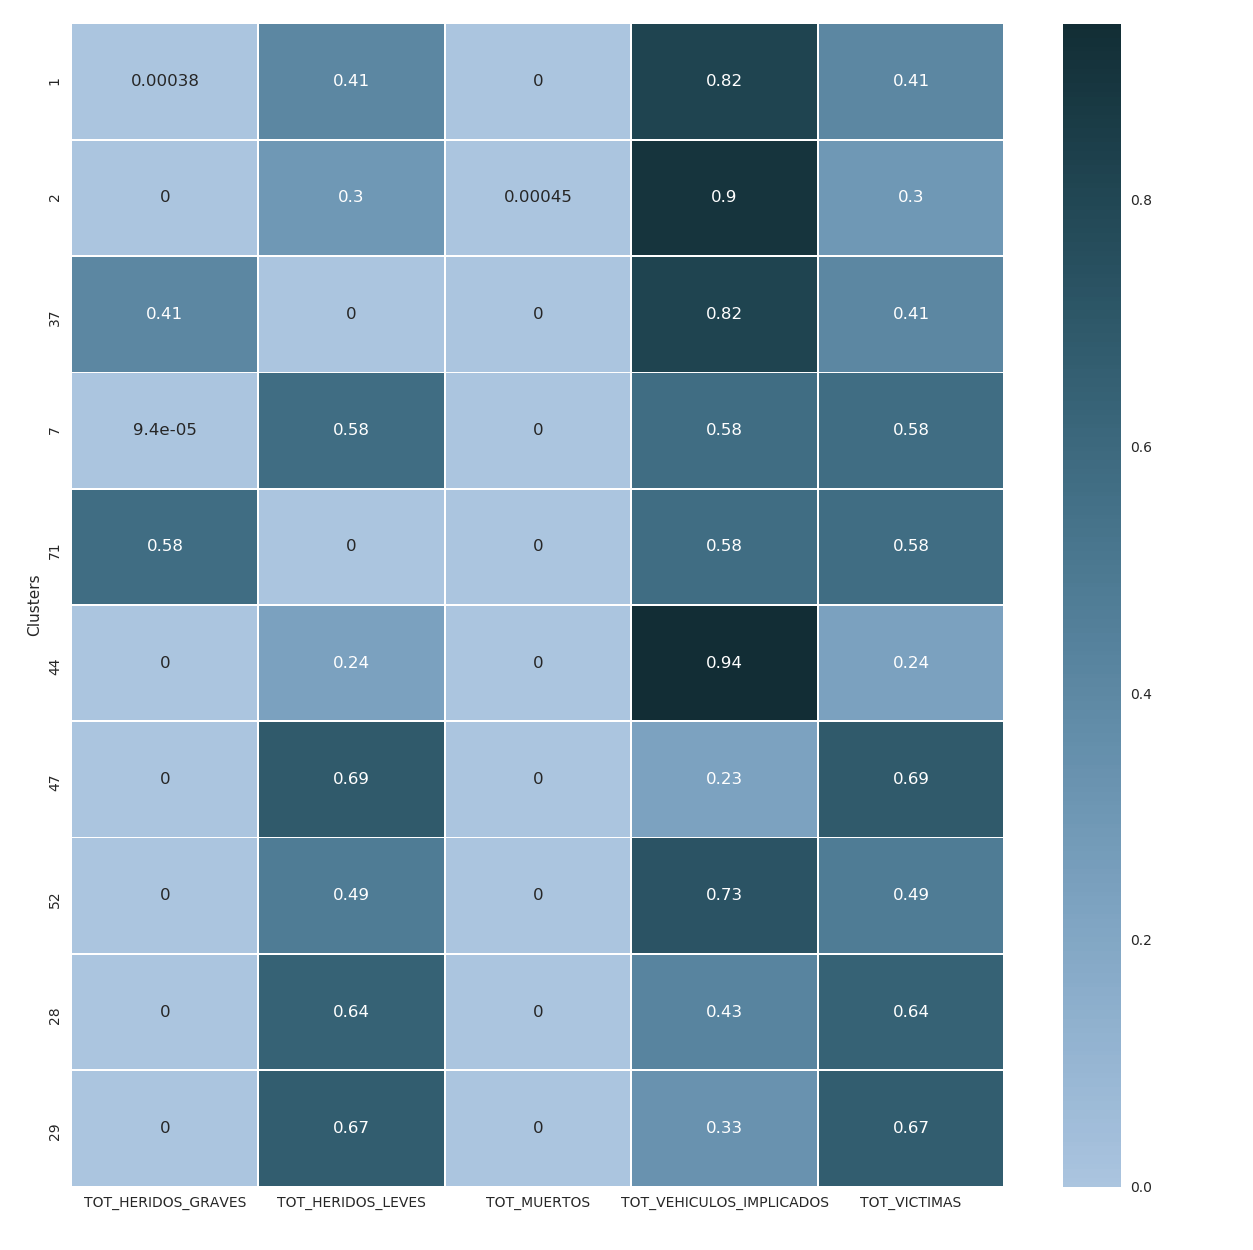 1 0.00038 0.41 0 0.82 0.41
2 0 0.3 0.00045 0.9 0.3
37 0.41 0 0 0.82 0.41
7 9.4e-05 0.58 0 0.58 0.58
71 0.58 0 0 0.58 0.58
Clusters
44 0 0.24 0 0.94 0.24
47 0 0.69 0 0.23 0.69
52 0 0.49 0 0.73 0.49
28 0 0.64 0 0.43 0.64
29 0 0.67 0 0.33 0.67
TOT_HERIDOS_GRAVES TOT_HERIDOS_LEVES TOT_MUERTOS TOT_VEHICULOS_IMPLICADOS TOT_VICTIMAS
0.8
0.6
0.4
0.2
0.0